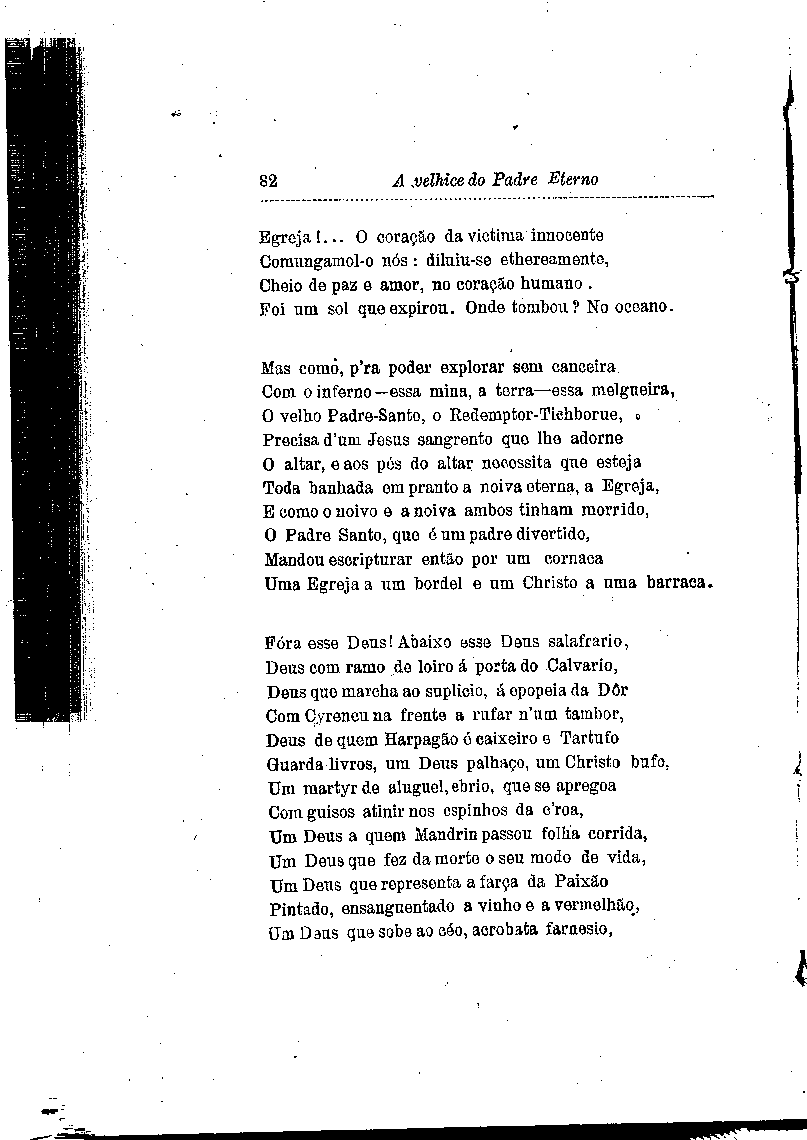 82 A velhice do Padre Eterno
Egreja!... O coração da victima innocente
Comungamol-o nós: diluiu-se ethereamente,
Cheio de paz e amor, no coração humano.
Foi um sol que expirou. Onde tombou? No oceano.
Mas como, p'ra poder explorar sem canceira
Com o inferno—essa mina, a terra—essa melgueira,
O velho Padre-Santo, o Redemptor-Tichborue,
Precisa d'um Jesus sangrento que lhe adorne
O altar, e aos pés do altar necessita que esteja
Toda banhada em pranto a noiva eterna, a Egreja,
E como o noivo e a noiva ambos tinham morrido,
O Padre Santo, que é um padre divertido,
Mandou escripturar então por um cornaca
Uma Egreja a um bordel e um Christo a uma barraca.
Fóra esse Deus! Abaixo esse Deus salafrario,
Deus com ramo de loiro á porta do Calvario,
Deus que marcha ao suplicio, á epopeia da Dôr
Com Cyreneu na frente a rufar n'um tambor,
Deus de quem Harpagão é caixeiro e Tartufo
Guarda livros, um Deus palhaço, um Christo bufo,
Um martyr de aluguel, ebrio, que se apregoa
Com guisos a tinir nos espinhos da c'roa,
Um Deus a quem Mandrin passou folha corrida,
Um Deus que fez da morte o seu modo de vida,
Um Deus que representa a farça da Paixão
Pintado, ensanguentado a vinho e a vermelhão,
Um Deus que sobe ao céo, acrobata farnesio,